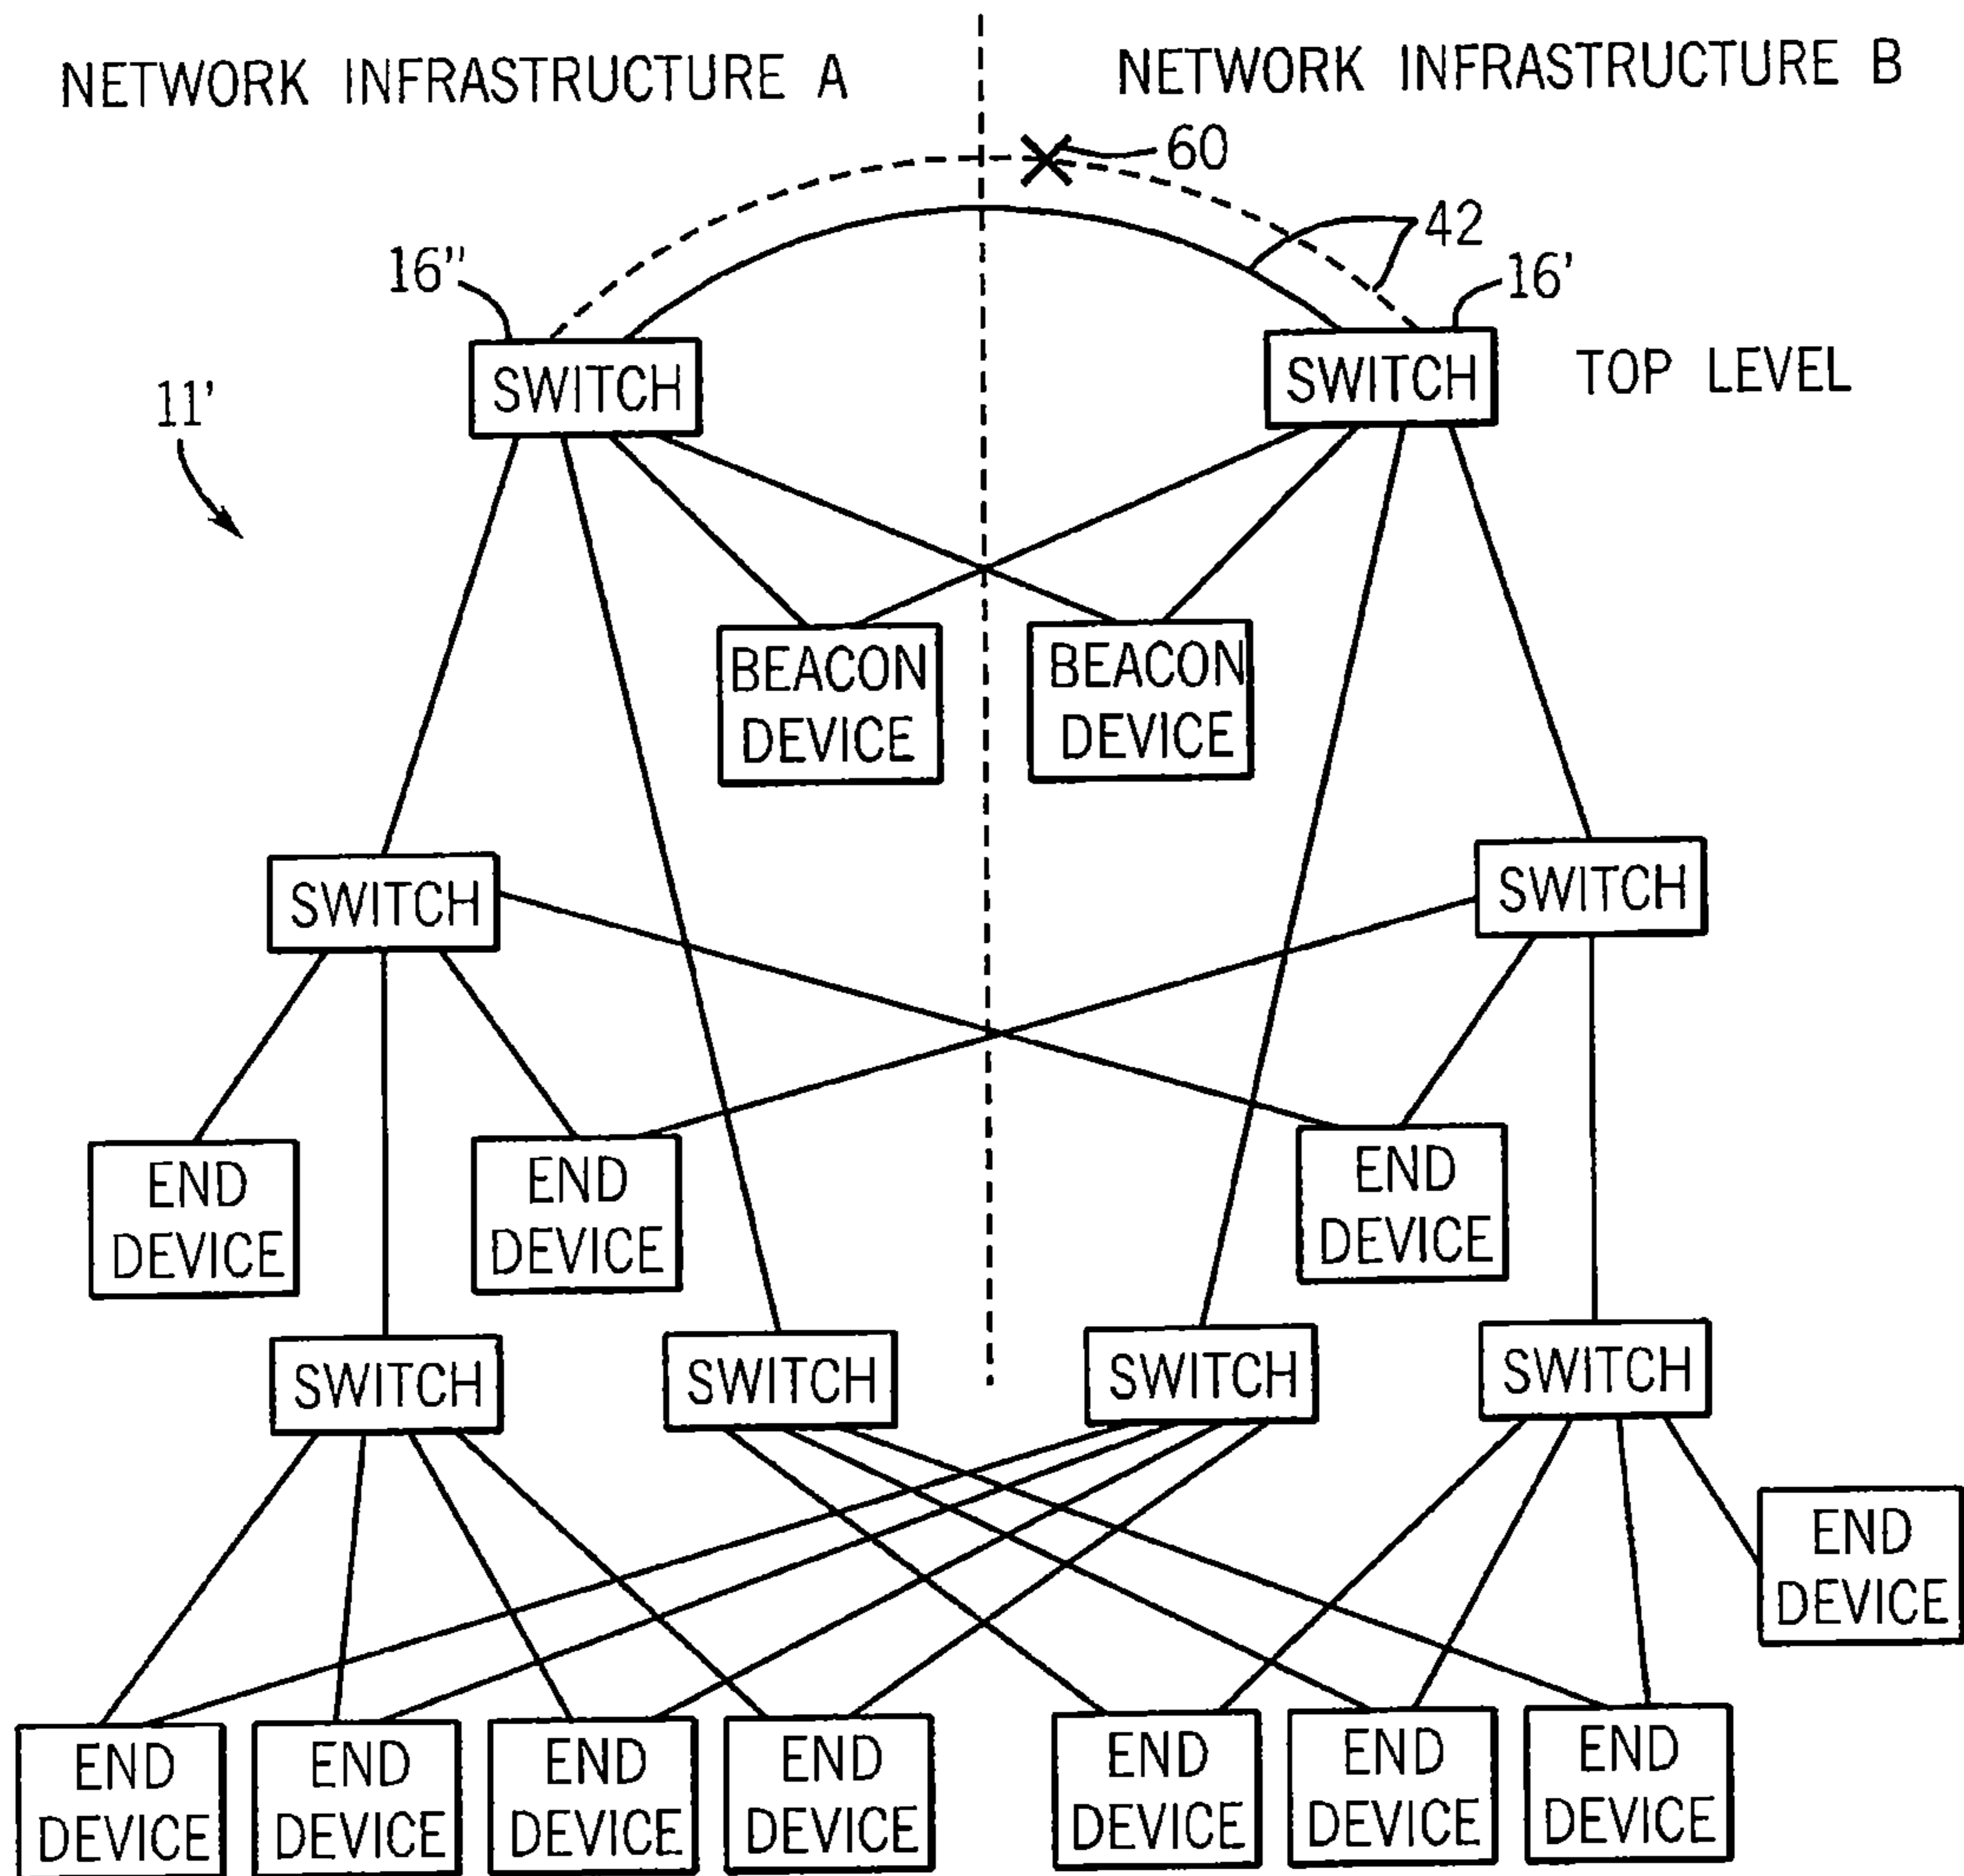 NETWORK INFRASTRUCTURE A
NETWORK INFRASTRUCTURE B
60
42
16"
16'
SWITCH
SWITCH
TOP LEVEL
11'
BEACON
DEVICE
BEACON
DEVICE
SWITCH
SWITCH
END
DEVICE
END
DEVICE
END
DEVICE
SWITCH
SWITCH
SWITCH
SWITCH
END
DEVICE
END
DEVICE
END
DEVICE
END
DEVICE
END
DEVICE
END
DEVICE
END
DEVICE
END
DEVICE